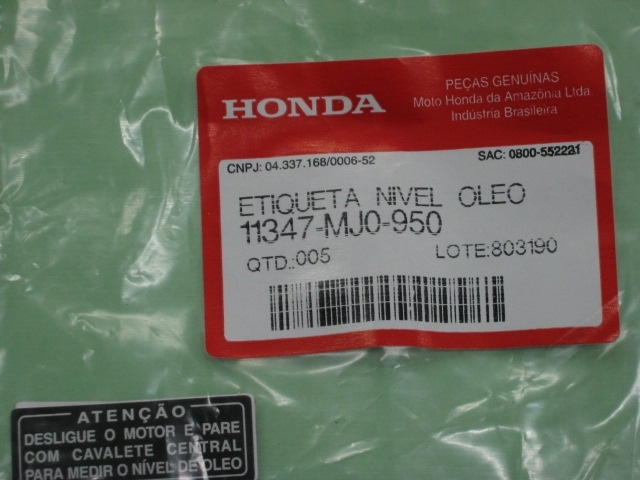 HONDA
PEÇAS GENUÍNAS
Moto Honda da Amazônia Ltda
Indústria Brasileira
CNPJ: 04.337.168/0006-52
SAC: 0800-552221
ETIQUETA NIVEL OLEO
11347-MJ0-950
QTD.:005
LOTE:803190
ATENÇÃO
DESLIGUE O MOTOR E PARE
COM CAVALETE CENTRAL
PARA MEDIR O NÍVEL DE ÓLEO